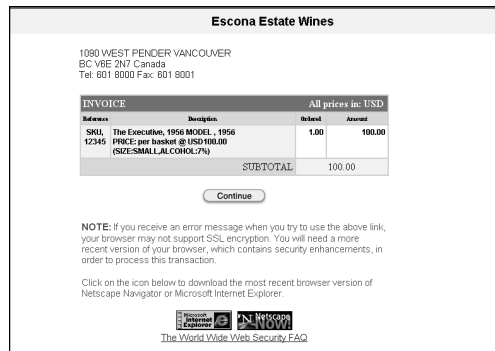 Escona Estate Wines
1090 WEST PENDER VANCOUVER
BC V6E 2N7 Canada
Tel: 601 8000 Fax: 601 8001
INVOICE All prices in: USD
Reference Description Ordered Amount
SKU, The Executive, 1956 MODEL , 1956 1.00 100.00
12345 PRICE: per basket @ USD100.00
(SIZE:SMALL,ALCOHOL:7%)
SUBTOTAL 100.00
Continue
NOTE: If you receive an error message when you try to use the above link,
your browser may not support SSL encryption. You will need a more
recent version of your browser, which contains security enhancements, in
order to process this transaction.
Click on the icon below to download the most recent browser version of
Netscape Navigator or Microsoft Internet Explorer.
Microsoft
Internet
Explorer
N Netscape
NOW!
The World Wide Web Security FAQ